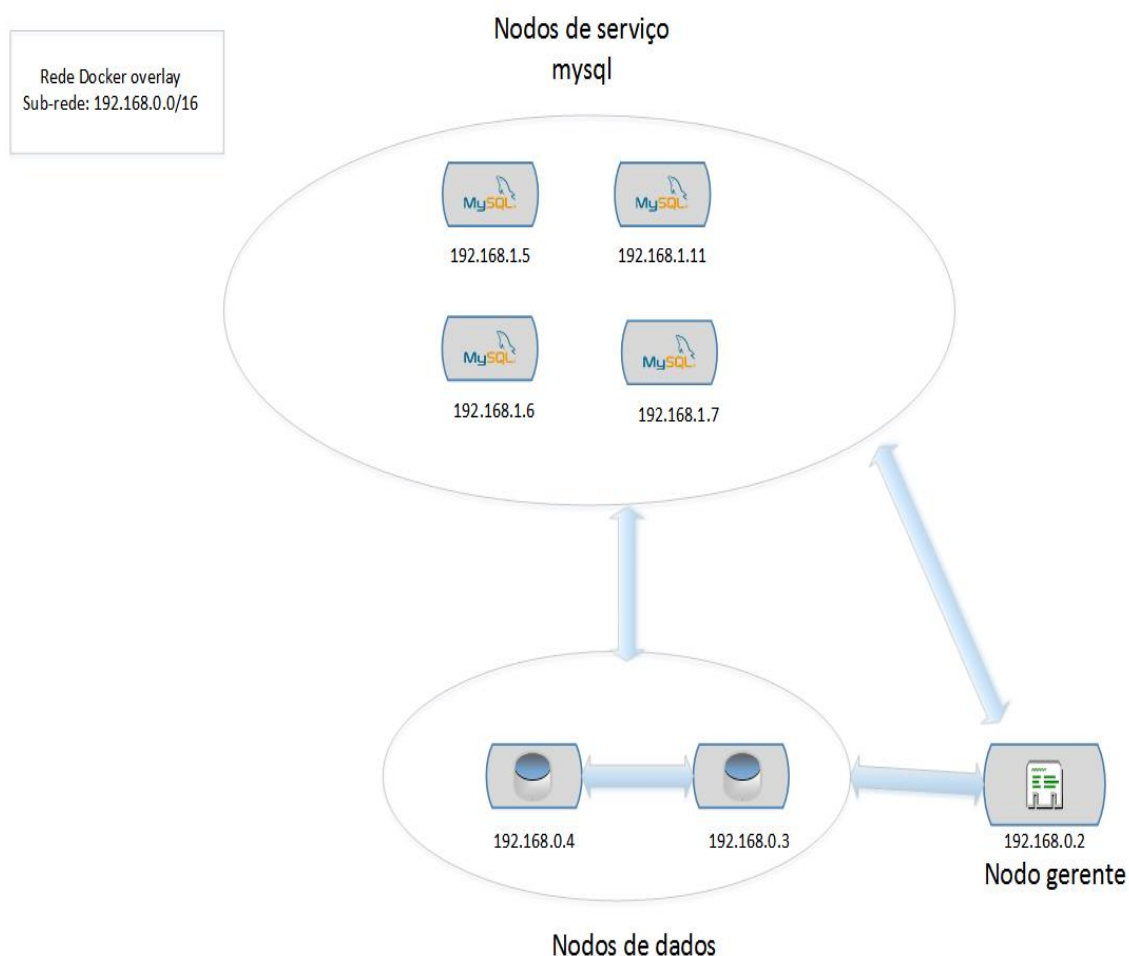 Nodos de serviço
mysql
Rede Docker overlay
Sub-rede: 192.168.0.0/16
MySQL
MySQL
192.168.1.5
192.168.1.11
MySQL
MySQL
192.168.1.6
192.168.1.7
192.168.0.4
192.168.0.3
192.168.0.2
Nodo gerente
Nodos de dados